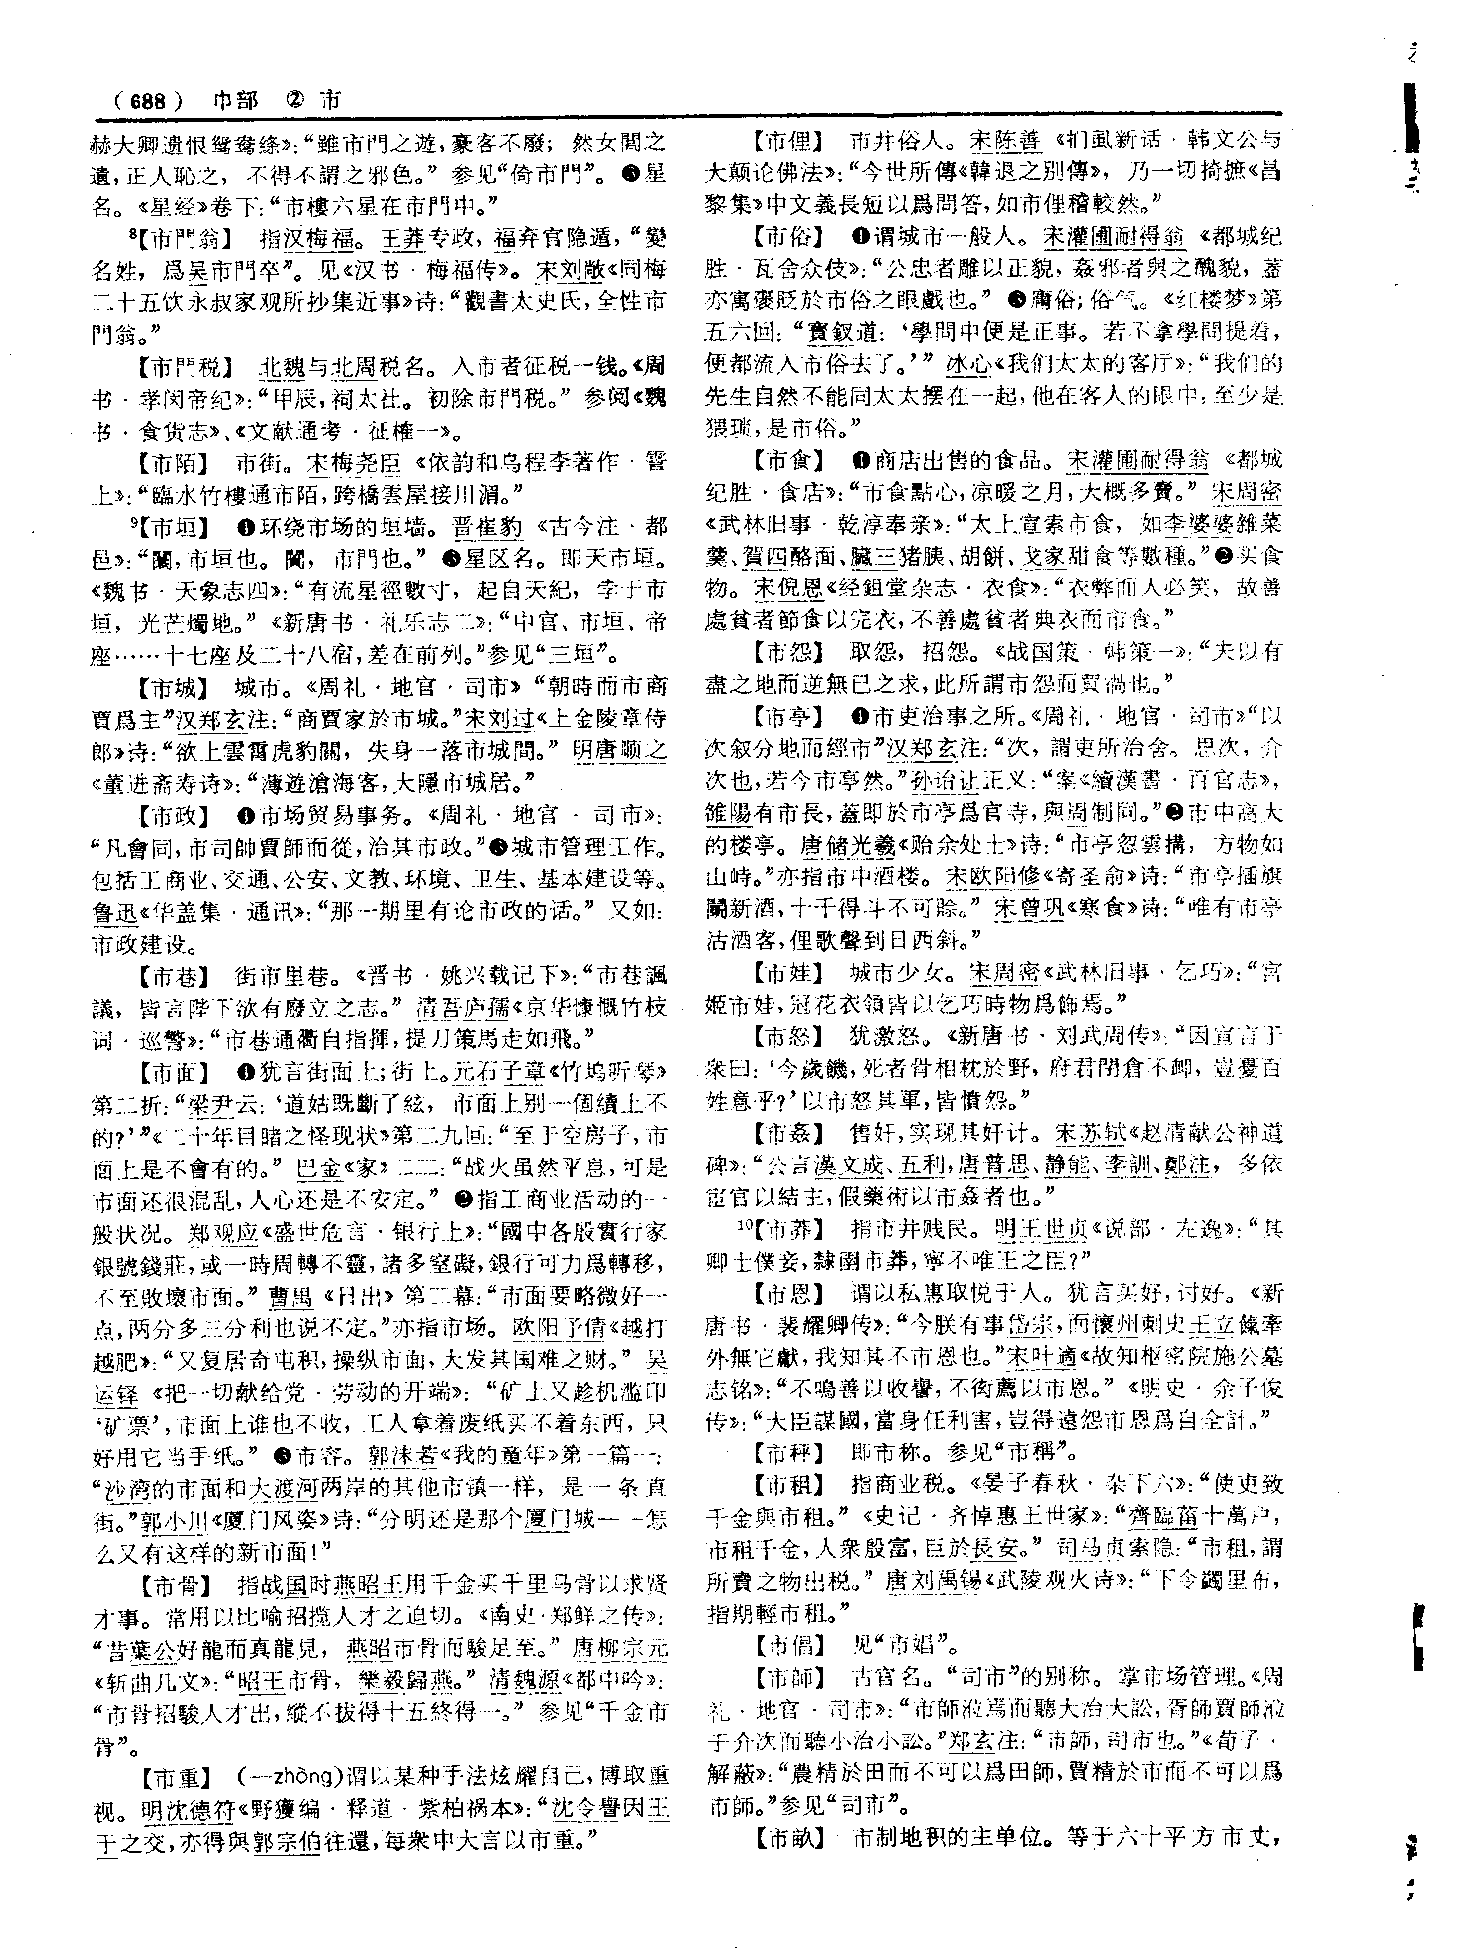 （688） 巾部 ② 市
赫大卿遗恨鸳鸯绦》：“雖市門之遊，豪客不廢；然女閭之
遺，正人恥之，不得不謂之邪色。”参见“倚市門”。❸星
名。《星经》卷下：“市樓六星在市門中。”
8【市門翁】 指汉梅福。王莽专政，福弃官隐遁，“變
名姓，爲吴市門卒”。见《汉书·梅福传》。宋刘敞《同梅
二十五饮永叔家观所抄集近事》诗：“觀書太史氏，全性市
門翁。”
【市門税】 北魏与北周税名。入市者征税一钱。《周
书·孝闵帝纪》：“甲辰，祠太社。初除市門税。”参阅《魏
书·食货志》、《文献通考·征榷一》。
【市陌】 市街。宋梅尧臣《依韵和乌程李著作·霅
上》：“臨水竹樓通市陌，跨橋雲屋接川湄。”
9【市垣】 ❶环绕市场的垣墙。晋崔豹《古今注·都
邑》：“闤，市垣也。闠，市門也。”❸星区名。即天市垣。
《魏书·天象志四》：“有流星徑數寸，起自天紀，孛于市
垣，光芒燭地。”《新唐书·礼乐志二》：“中官、市垣、帝
座……十七座及二十八宿，差在前列。”参见“三垣”。
【市城】 城市。《周礼·地官·司市》“朝時而市商
賈爲主”汉郑玄注：“商賈家於市城。”宋刘过《上金陵章侍
郎》诗：“欲上雲霄虎豹關，失身一落市城間。”明唐顺之
《董进斋寿诗》：“薄遊滄海客，大隱市城居。”
【市政】 ❶市场贸易事务。《周礼·地官·司市》：
“凡會同，市司帥賈師而從，治其市政。”❸城市管理工作。
包括工商业、交通、公安、文教、环境、卫生、基本建设等。
鲁迅《华盖集·通讯》：“那一期里有论市政的话。”又如：
市政建设。
【市巷】 街市里巷。《晋书·姚兴载记下》：“市巷諷
議，皆言陛下欲有廢立之志。”清吾庐孺《京华慷慨竹枝
词·巡警》：“市巷通衢自指揮，提刀策馬走如飛。”
【市面】 ❶犹言街面上；街上。元石子章《竹坞听琴》
第二折：“梁尹云：‘道姑既斷了絃，市面上别一個續上不
的？’”《二十年目睹之怪现状》第二九回：“至于空房子，市
面上是不會有的。”巴金《家》二二：“战火虽然平息，可是
市面还很混乱，人心还是不安定。”❷指工商业活动的一
般状况。郑观应《盛世危言·银行上》：“國中各殷實行家
銀號錢莊，或一時周轉不靈，諸多窒礙，銀行可力爲轉移，
不至敗壞市面。”曹禺《日出》第二幕：“市面要略微好一
点，两分多三分利也说不定。”亦指市场。欧阳予倩《越打
越肥》：“又复居奇屯积，操纵市面，大发其国难之财。”吴
运铎《把一切献给党·劳动的开端》：“矿上又趁机滥印
‘矿票’，市面上谁也不收，工人拿着废纸买不着东西，只
好用它当手纸。”❸市容。郭沫若《我的童年》第一篇一：
“沙湾的市面和大渡河两岸的其他市镇一样，是一条直
街。”郭小川《厦门风姿》诗：“分明还是那个厦门城——怎
么又有这样的新市面！”
【市骨】 指战国时燕昭王用千金买千里马骨以求贤
才事。常用以比喻招揽人才之迫切。《南史·郑鲜之传》：
“昔葉公好龍而真龍見，燕昭市骨而駿足至。”唐柳宗元
《斩曲几文》：“昭王市骨，樂毅歸燕。”清魏源《都中吟》：
“市骨招駿人才出，縱不拔得十五終得一。”参见“千金市
骨”。
【市重】 （—zhòng）谓以某种手法炫耀自己，博取重
视。明沈德符《野獲编·释道·紫柏祸本》：“沈令譽因王
于之交，亦得與郭宗伯往還，每衆中大言以市重。”
【市俚】 市井俗人。宋陈善《扪虱新话·韩文公与
大颠论佛法》：“今世所傳《韓退之别傳》，乃一切掎摭《昌
黎集》中文義長短以爲問答，如市俚稽較然。”
【市俗】 ❶谓城市一般人。宋灌圃耐得翁《都城纪
胜·瓦舍众伎》：“公忠者雕以正貌，姦邪者與之醜貌，蓋
亦寓褒貶於市俗之眼戲也。”❸庸俗；俗气。《红楼梦》第
五六回：“寶釵道：‘學問中便是正事。若不拿學問提着，
便都流入市俗去了。’”冰心《我们太太的客厅》：“我们的
先生自然不能同太太摆在一起，他在客人的眼中，至少是
猥琐，是市俗。”
【市食】 ❶商店出售的食品。宋灌圃耐得翁《都城
纪胜·食店》：“市食點心，凉暖之月，大概多賣。”宋周密
《武林旧事·乾淳奉亲》：“太上宣索市食，如李婆婆雜菜
羹、賀四酪面、臟三猪胰、胡餅、戈家甜食等數種。”❷买食
物。宋倪思《经鉏堂杂志·衣食》：“衣弊而人必笑，故善
處貧者節食以完衣，不善處貧者典衣而市食。”
【市怨】 取怨，招怨。《战国策·韩策一》：“夫以有
盡之地而逆無已之求，此所謂市怨而買禍也。”
【市亭】 ❶市吏治事之所。《周礼·地官·司市》“以
次叙分地而經市”汉郑玄注：“次，謂吏所治舍。思次，介
次也，若今市亭然。”孙诒让正义：“案《續漢書·百官志》，
雒陽有市長，蓋即於市亭爲官寺，與周制同。”❷市中高大
的楼亭。唐储光羲《贻余处士》诗：“市亭忽雲構，方物如
山峙。”亦指市中酒楼。宋欧阳修《寄圣俞》诗：“市亭插旗
鬭新酒，十千得斗不可賒。”宋曾巩《寒食》诗：“唯有市亭
沽酒客，俚歌聲到日西斜。”
【市娃】 城市少女。宋周密《武林旧事·乞巧》：“宫
姬市娃，冠花衣領皆以乞巧時物爲飾焉。”
【市怒】 犹激怒。《新唐书·刘武周传》：“因宣言于
衆曰：‘今歲饑，死者骨相枕於野，府君閉倉不卹，豈憂百
姓意乎？’以市怒其軍，皆憤怨。”
【市姦】 售奸，实现其奸计。宋苏轼《赵清献公神道
碑》：“公言漢文成、五利，唐普思、静能、李訓、鄭注，多依
宦官以結主，假藥術以市姦者也。”
10【市莽】 指市井贱民。明王世贞《说部·左逸》：“其
卿士僕妾，隸圉市莽，寧不唯王之臣？”
【市恩】 谓以私惠取悦于人。犹言买好，讨好。《新
唐书·裴耀卿传》：“今朕有事岱宗，而懷州刺史王丘餼牽
外無它獻，我知其不市恩也。”宋叶適《故知枢密院施公墓
志铭》：“不鳴善以收譽，不衒薦以市恩。”《明史·余子俊
传》：“大臣謀國，當身任利害，豈得遠怨市恩爲自全計。”
【市秤】 即市称。参见“市稱”。
【市租】 指商业税。《晏子春秋·杂下六》：“使吏致
千金與市租。”《史记·齐悼惠王世家》：“齊臨菑十萬户，
市租千金，人衆殷富，巨於長安。”司马贞索隐：“市租，謂
所賣之物出税。”唐刘禹锡《武陵观火诗》：“下令蠲里布，
指期輕市租。”
【市倡】 见“市娼”。
【市師】 古官名。“司市”的别称。掌市场管理。《周
礼·地官·司市》：“市師涖焉而聽大治大訟，胥師賈師涖
于介次而聽小治小訟。”郑玄注：“市師，司市也。”《荀子·
解蔽》：“農精於田而不可以爲田師，賈精於市而不可以爲
市師。”参见“司市”。
【市畝】 市制地积的主单位。等于六十平方市丈，